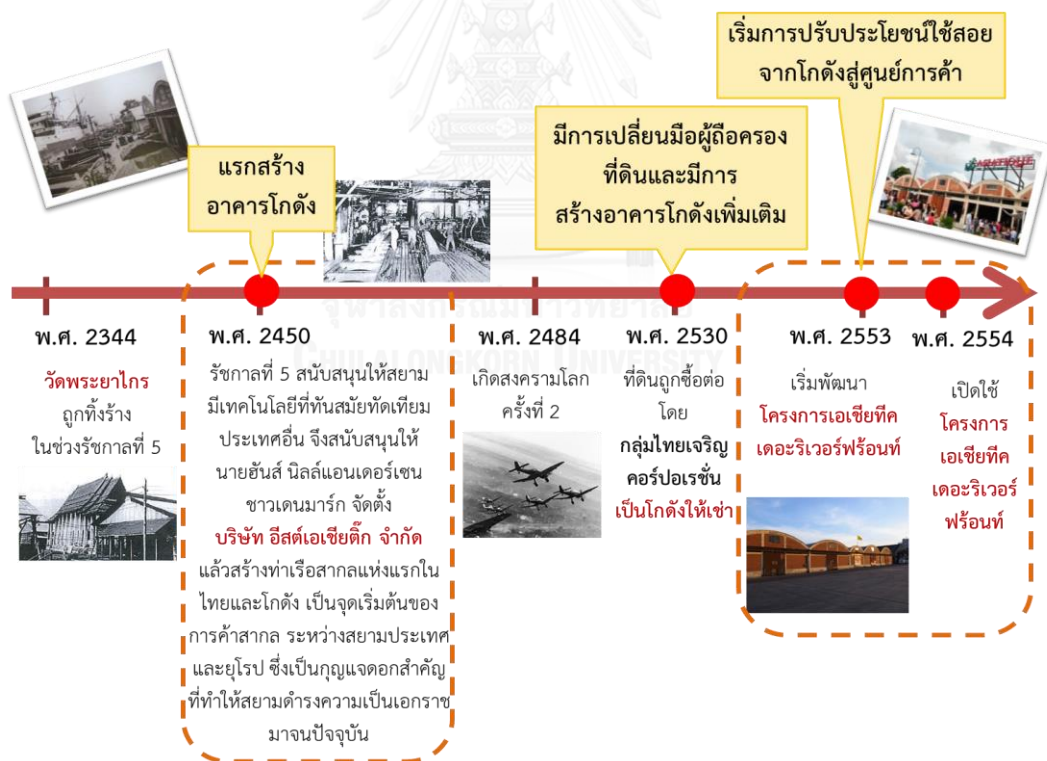 เริ่มการปรับประโยชน์ใช้สอย
จากโกดังสู่ศูนย์การค้า
มีการเปลี่ยนมือผู้ถือครอง
ที่ดินและมีการ
สร้างอาคารโกดังเพิ่มเติม
แรกสร้าง
อาคารโกดัง
ASIATIQUE
จุฬาลงกรณ์มหาวิทยาลัย
CHULALONGKORN UNIVERSITY
พ.ศ. 2344
วัดพระยาไกร
ถูกทิ้งร้าง
ในช่วงรัชกาลที่ 5
พ.ศ. 2450
รัชกาลที่ 5 สนับสนุนให้สยาม
มีเทคโนโลยีที่ทันสมัยทัดเทียม
ประเทศอื่น จึงสนับสนุนให้
นายฮันส์ นิลล์แอนเดอร์เซน
ชาวเดนมาร์ก จัดตั้ง
บริษัท อีสต์เอเชียติ๊ก จำกัด
แล้วสร้างท่าเรือสากลแห่งแรกใน
ไทยและโกดัง เป็นจุดเริ่มต้นของ
การค้าสากล ระหว่างสยามประเทศ
และยุโรป ซึ่งเป็นกุญแจดอกสำคัญ
ที่ทำให้สยามดำรงความเป็นเอกราช
มาจนปัจจุบัน
พ.ศ. 2484
เกิดสงครามโลก
ครั้งที่ 2
พ.ศ. 2530
ที่ดินถูกซื้อต่อ
โดย
กลุ่มไทยเจริญ
คอร์ปอเรชั่น
เป็นโกดังให้เช่า
พ.ศ. 2553
เริ่มพัฒนา
โครงการเอเชียทีค
เดอะริเวอร์ฟร้อนท์
พ.ศ. 2554
เปิดใช้
โครงการ
เอเชียทีค
เดอะริเวอร์
ฟร้อนท์